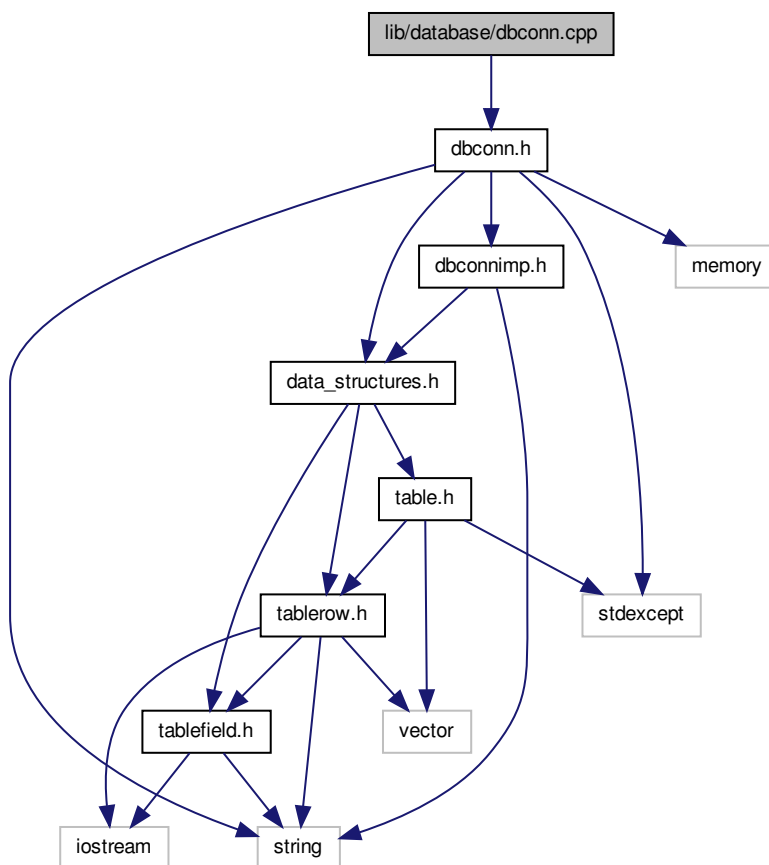 lib/database/dbconn.cpp
dbconn.h
dbconnimp.h
memory
data_structures.h
table.h
tablerow.h
stdexcept
tablefield.h
vector
iostream
string